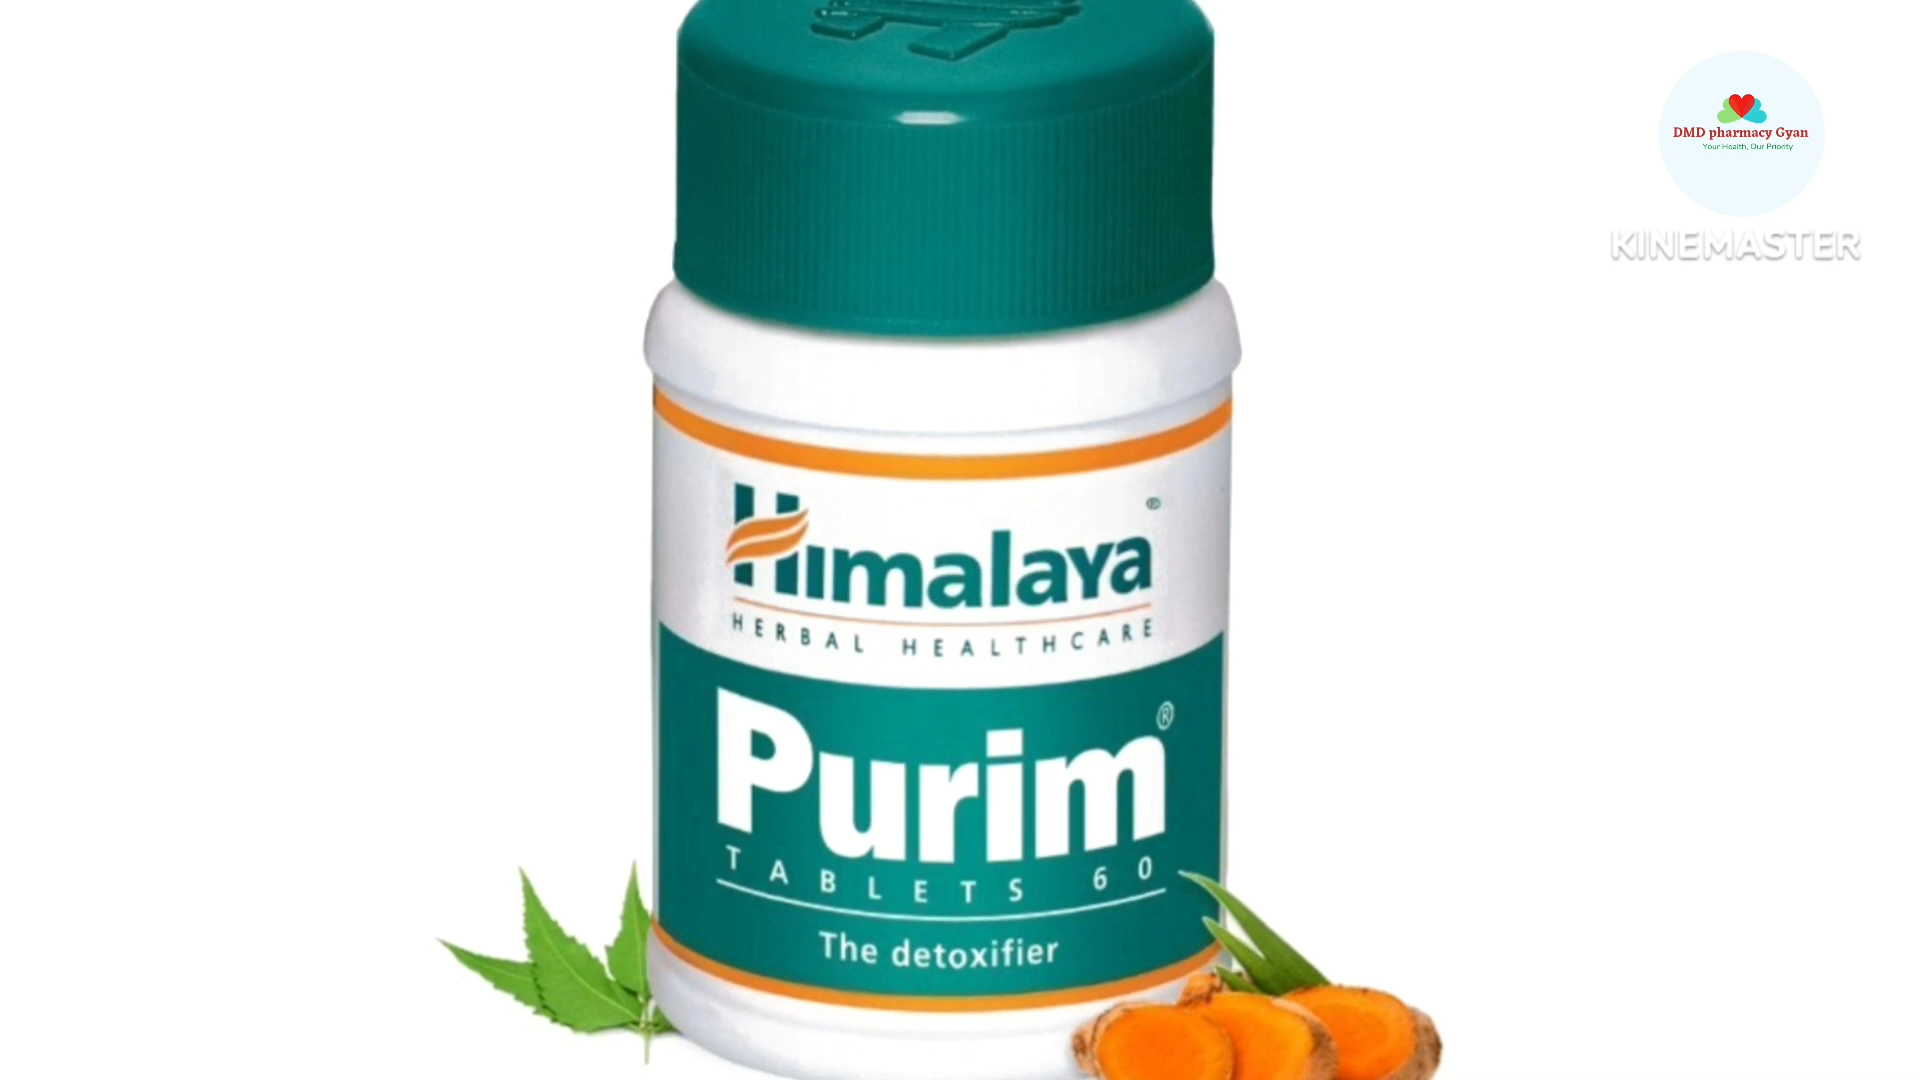 DMD pharmacy Gyan
Your Health, Our Priority
KINEMASTER
Himalaya®
HERBAL HEALTHCARE
Purim®
TABLETS 60
The detoxifier